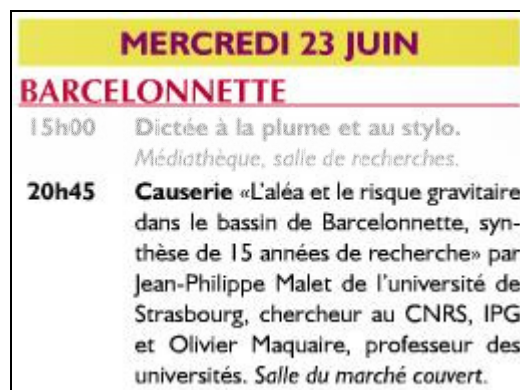 MERCREDI 23 JUIN
BARCELONNETTE
15h00 Dictée à la plume et au stylo.
Médiathèque, salle de recherches.
20h45 Causerie «L'aléa et le risque gravitaire
dans le bassin de Barcelonnette, syn-
thèse de 15 années de recherche» par
Jean-Philippe Malet de l'université de
Strasbourg, chercheur au CNRS, IPG
et Olivier Maquaire, professeur des
universités. Salle du marché couvert.